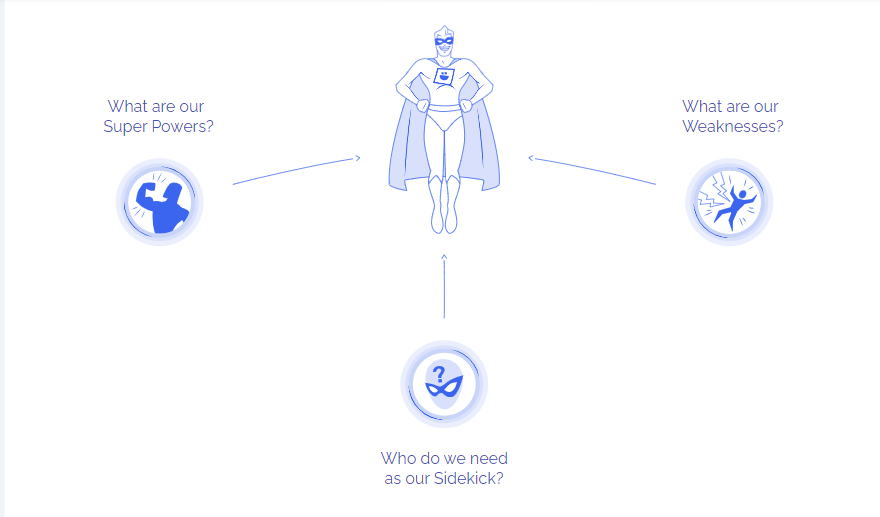 What are our
Super Powers?
What are our
Weaknesses?
?
Who do we need
as our Sidekick?